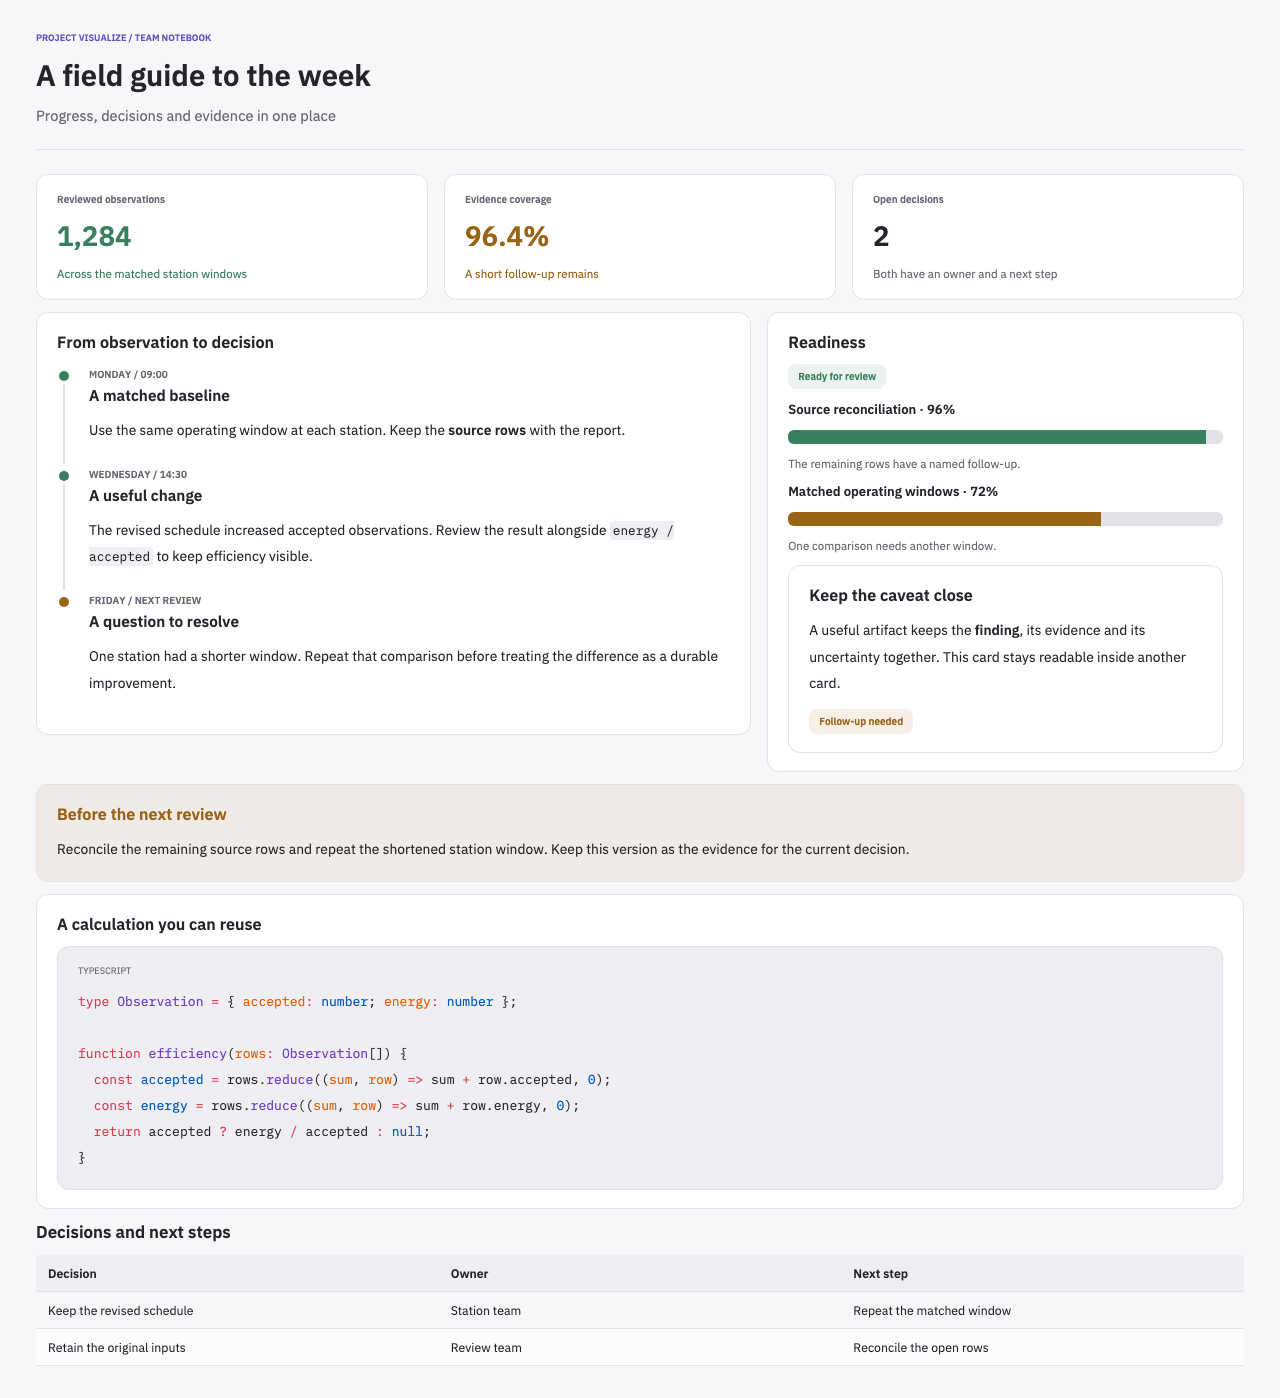 PROJECT VISUALIZE / TEAM NOTEBOOK
A field guide to the week
Progress, decisions and evidence in one place
Reviewed observations
1,284
Across the matched station windows
Evidence coverage
96.4%
A short follow-up remains
Open decisions
2
Both have an owner and a next step
From observation to decision
MONDAY / 09:00
A matched baseline
Use the same operating window at each station. Keep the source rows with the report.
WEDNESDAY / 14:30
A useful change
The revised schedule increased accepted observations. Review the result alongside energy /
accepted to keep efficiency visible.
FRIDAY / NEXT REVIEW
A question to resolve
One station had a shorter window. Repeat that comparison before treating the difference as a durable
improvement.
Readiness
Ready for review
Source reconciliation · 96%
The remaining rows have a named follow-up.
Matched operating windows · 72%
One comparison needs another window.
Keep the caveat close
A useful artifact keeps the finding, its evidence and its
uncertainty together. This card stays readable inside another
card.
Follow-up needed
Before the next review
Reconcile the remaining source rows and repeat the shortened station window. Keep this version as the evidence for the current decision.
A calculation you can reuse
TYPESCRIPT
type Observation = { accepted: number; energy: number };
function efficiency(rows: Observation[]) {
  const accepted = rows.reduce((sum, row) => sum + row.accepted, 0);
  const energy = rows.reduce((sum, row) => sum + row.energy, 0);
  return accepted ? energy / accepted : null;
}
Decisions and next steps
Decision Owner Next step
Keep the revised schedule Station team Repeat the matched window
Retain the original inputs Review team Reconcile the open rows